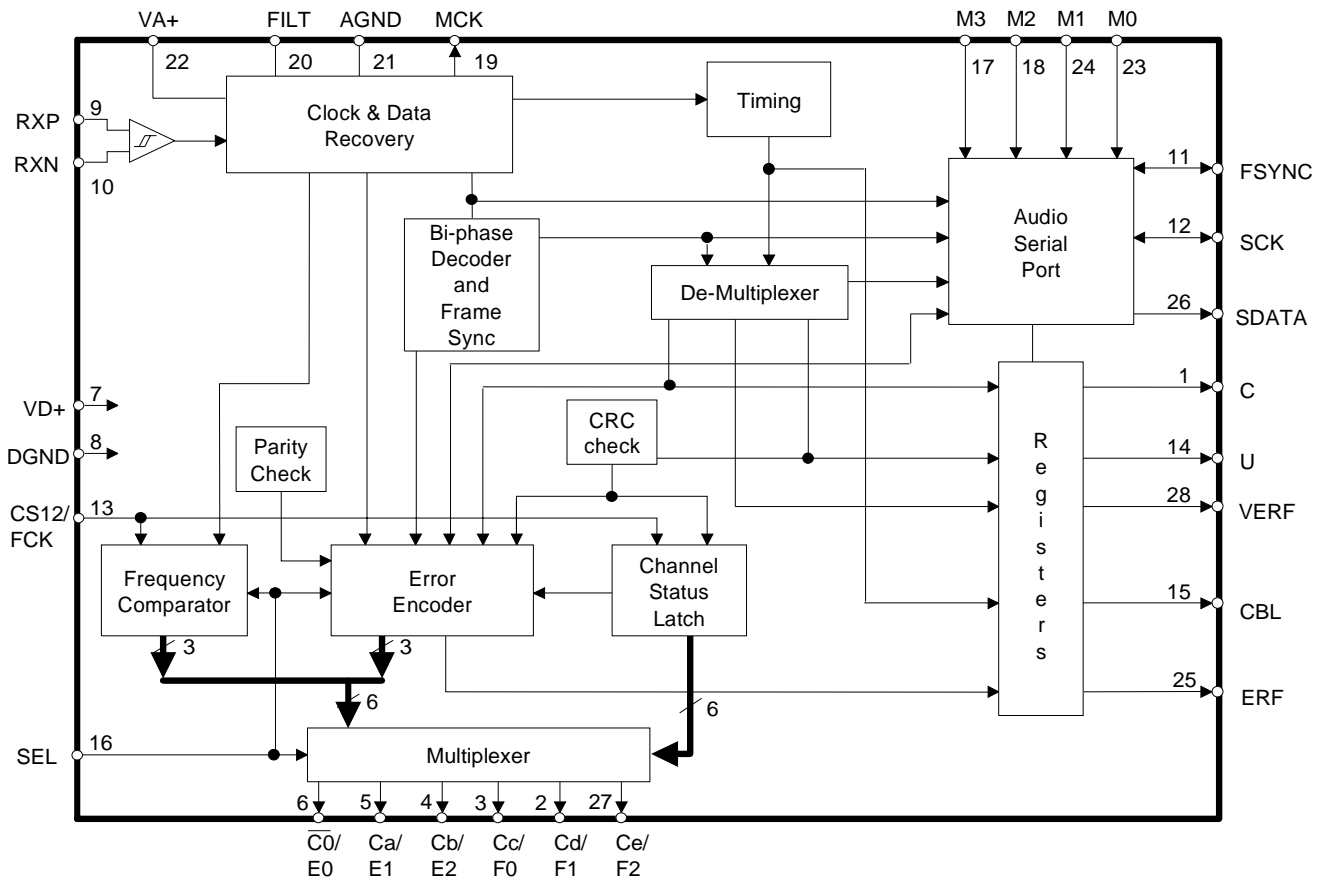 VA+ FILT AGND MCK M3 M2 M1 M0
22 20 21 19 17 18 24 23
RXP 9
RXN
10
Clock & Data
Recovery
Timing
Bi-phase
Decoder
and
Frame
Sync
De-Multiplexer
Audio
Serial
Port
11 FSYNC
12 SCK
26 SDATA
VD+ 7
DGND 8
CS12/
FCK
13
Parity
Check
CRC
check
Registers
1 C
14 U
28 VERF
15 CBL
25 ERF
Frequency
Comparator
Error
Encoder
Channel
Status
Latch
3 3
6 6
SEL 16
Multiplexer
6 5 4 3 2 27
C̅0̅/ Ca/ Cb/ Cc/ Cd/ Ce/
E0 E1 E2 F0 F1 F2